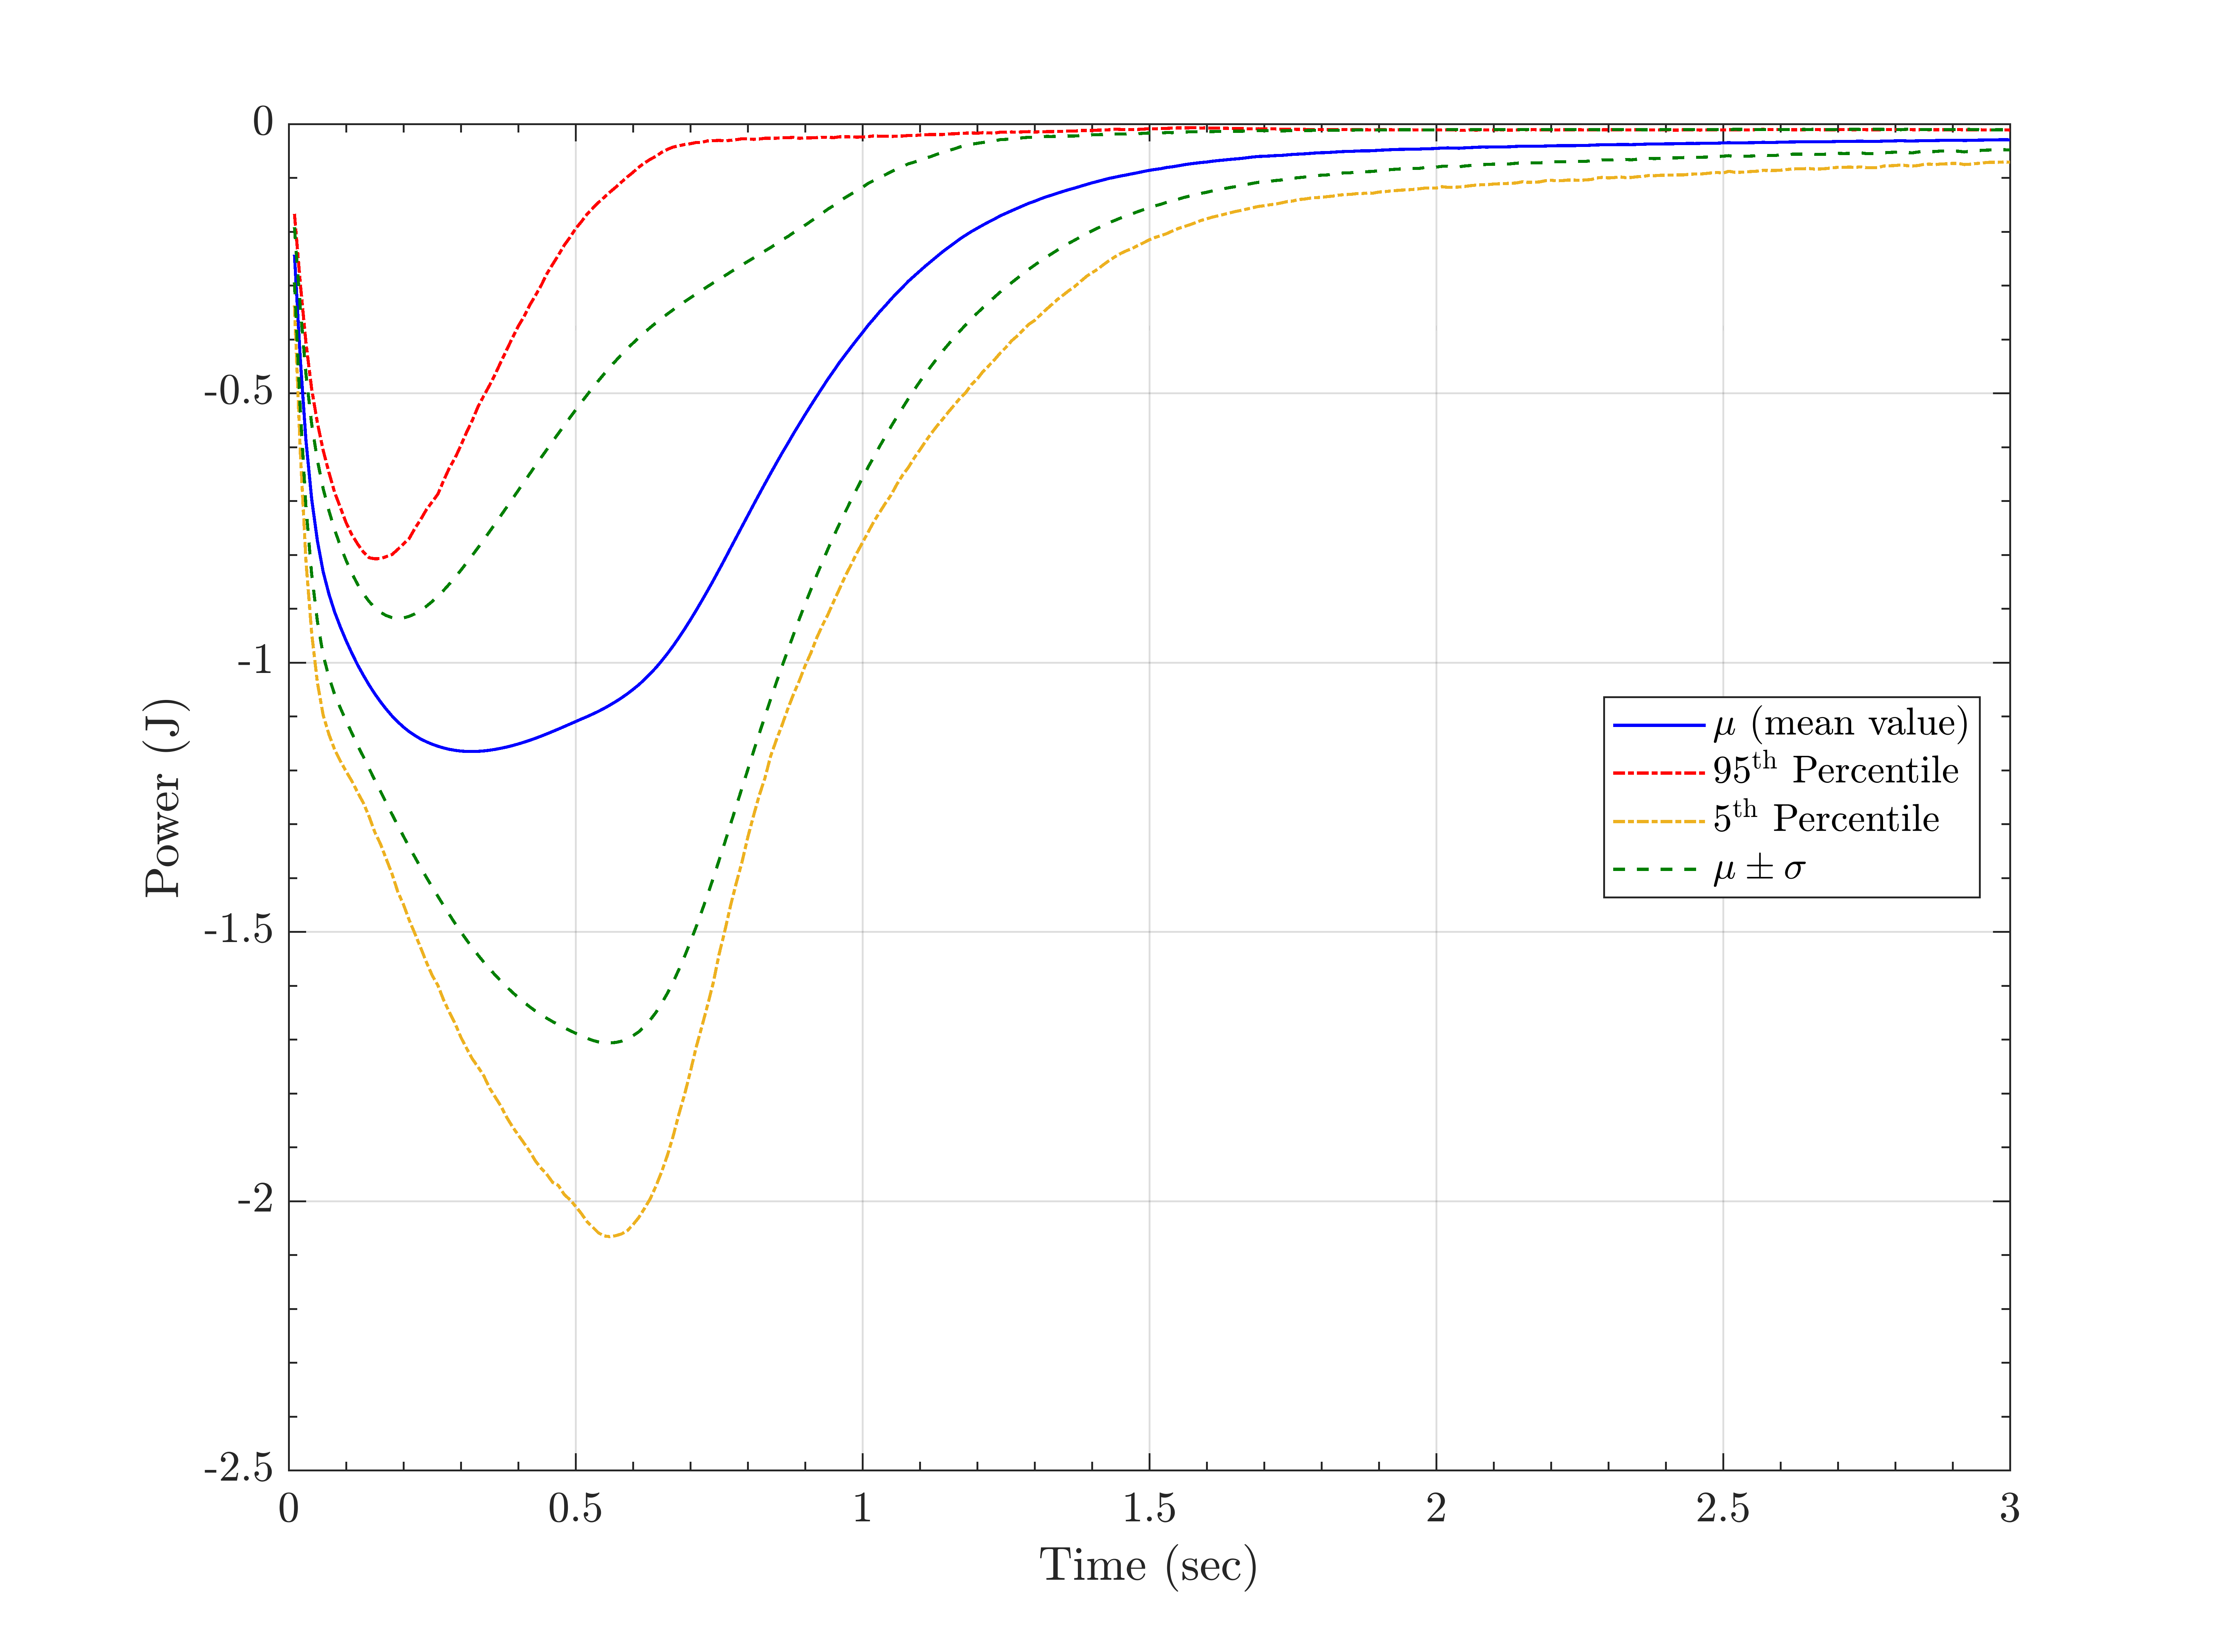 0
-0.5
-1
-1.5
-2
-2.5
Power (J)
μ (mean value)
95th Percentile
5th Percentile
μ ± σ
0 0.5 1 1.5 2 2.5 3
Time (sec)